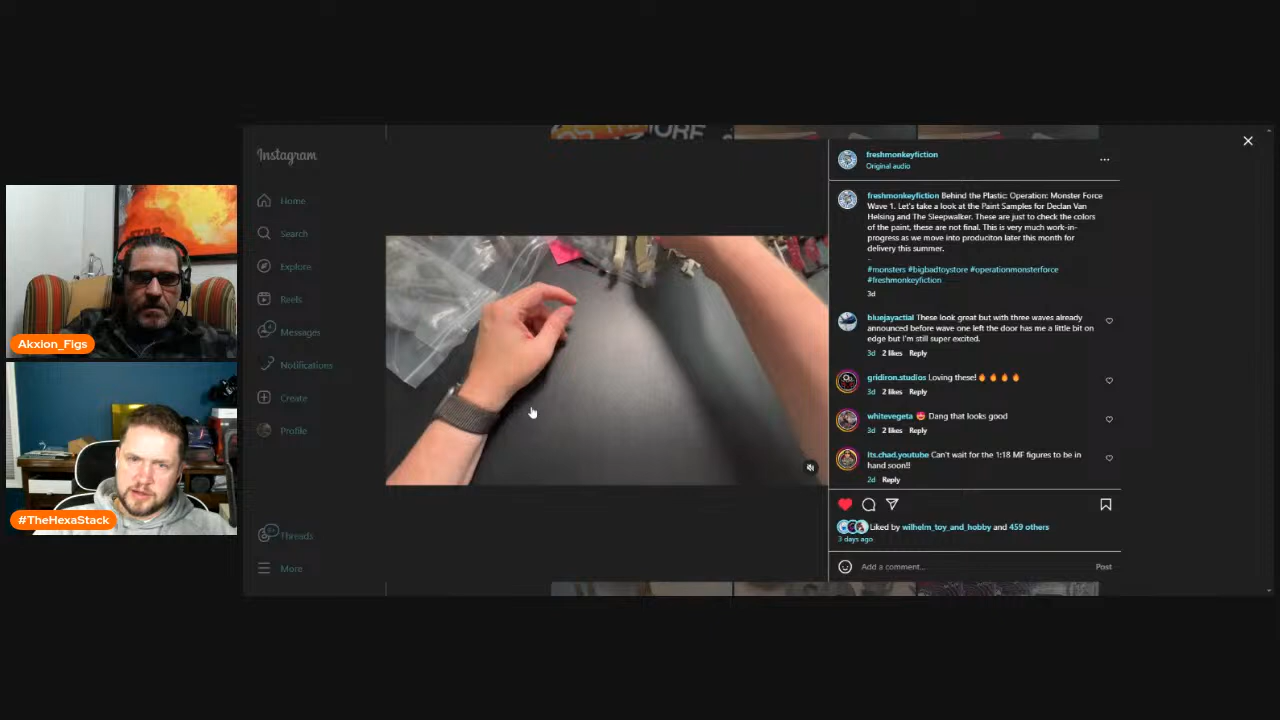 Instagram
Home
Search
Explore
Reels
Messages
Notifications
Create
Profile
Threads
More
STAR
Akxion_Figs
#TheHexaStack
freshmonkeyfiction
Original audio
freshmonkeyfiction Behind the Plastic: Operation: Monster Force
Wave 1. Let's take a look at the Paint Samples for Declan Van
Helsing and The Sleepwalker. These are just to check the colors
of the paint, these are not final. This is very much work-in-
progress as we move into produciton later this month for
delivery this summer.
-
#monsters #bigbadtoystore #operationmonsterforce
#freshmonkeyfiction
3d
bluejayactial These look great but with three waves already
announced before wave one left the door has me a little bit on
edge but I'm still super excited.
3d 2 likes Reply
gridiron.studios Loving these! 🔥 🔥 🔥 🔥
3d 2 likes Reply
whitevegeta 😍 Dang that looks good
3d 2 likes Reply
its.chad.youtube Can't wait for the 1:18 MF figures to be in
hand soon!!
2d Reply
Liked by wilhelm_toy_and_hobby and 459 others
3 days ago
Add a comment...
Post